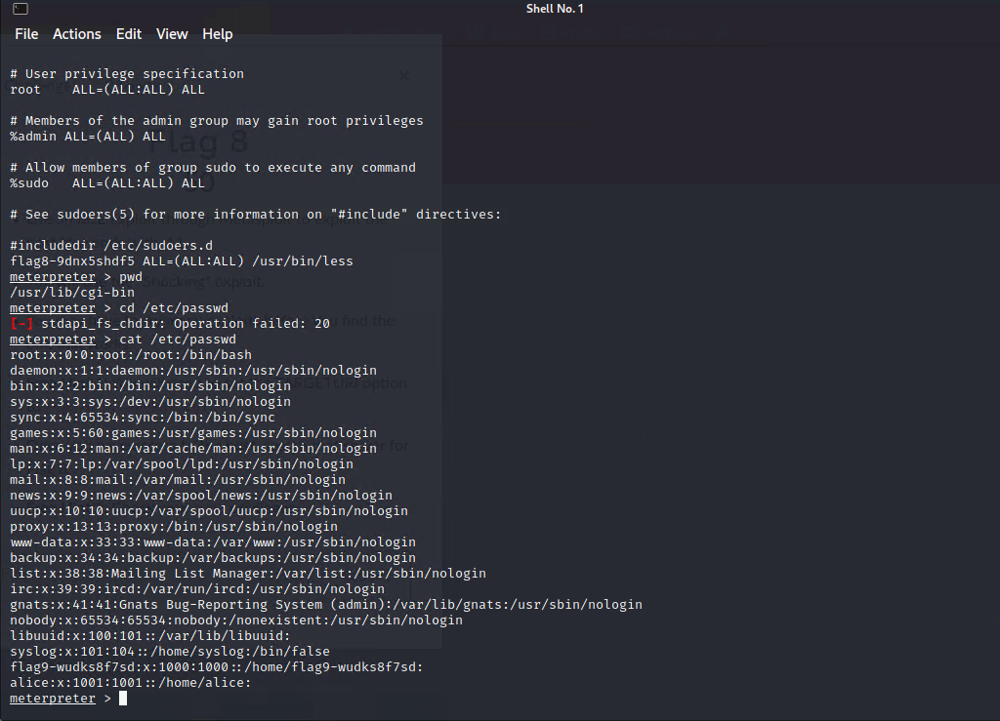 Shell No. 1
File Actions Edit View Help
# User privilege specification
root ALL=(ALL:ALL) ALL
# Members of the admin group may gain root privileges
%admin ALL=(ALL) ALL
Flag 8
# Allow members of group sudo to execute any command
%sudo ALL=(ALL:ALL) ALL
# See sudoers(5) for more information on "#include" directives:
#includedir /etc/sudoers.d
flag8-9dnx5shdf5 ALL=(ALL:ALL) /usr/bin/less
meterpreter > pwd
/usr/lib/cgi-bin
meterpreter > cd /etc/passwd
[-] stdapi_fs_chdir: Operation failed: 20
meterpreter > cat /etc/passwd
root:x:0:0:root:/root:/bin/bash
daemon:x:1:1:daemon:/usr/sbin:/usr/sbin/nologin
bin:x:2:2:bin:/bin:/usr/sbin/nologin
sys:x:3:3:sys:/dev:/usr/sbin/nologin
sync:x:4:65534:sync:/bin:/bin/sync
games:x:5:60:games:/usr/games:/usr/sbin/nologin
man:x:6:12:man:/var/cache/man:/usr/sbin/nologin
lp:x:7:7:lp:/var/spool/lpd:/usr/sbin/nologin
mail:x:8:8:mail:/var/mail:/usr/sbin/nologin
news:x:9:9:news:/var/spool/news:/usr/sbin/nologin
uucp:x:10:10:uucp:/var/spool/uucp:/usr/sbin/nologin
proxy:x:13:13:proxy:/bin:/usr/sbin/nologin
www-data:x:33:33:www-data:/var/www:/usr/sbin/nologin
backup:x:34:34:backup:/var/backups:/usr/sbin/nologin
list:x:38:38:Mailing List Manager:/var/list:/usr/sbin/nologin
irc:x:39:39:ircd:/var/run/ircd:/usr/sbin/nologin
gnats:x:41:41:Gnats Bug-Reporting System (admin):/var/lib/gnats:/usr/sbin/nologin
nobody:x:65534:65534:nobody:/nonexistent:/usr/sbin/nologin
libuuid:x:100:101::/var/lib/libuuid:
syslog:x:101:104::/home/syslog:/bin/false
flag9-wudks8f7sd:x:1000:1000::/home/flag9-wudks8f7sd:
alice:x:1001:1001::/home/alice:
meterpreter >